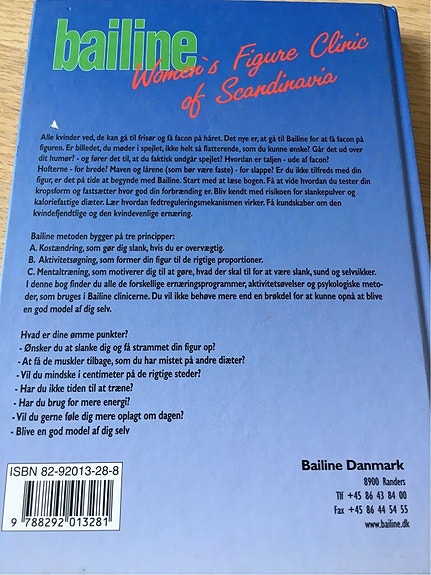 bailine
Women's Figure Clinic
of Scandinavia
Alle kvinder ved, de kan gå til frisør og få facon på håret. Det nye er, at gå til Bailine for at få facon på
figuren. Er billedet, du møder i spejlet, ikke helt så flatterende, som du kunne ønske? Går det ud over
dit humør? - og fører det til, at du faktisk undgår spejlet? Hvordan er taljen - ude af facon?
Hofterne - for brede? Maven og lårene (som bør være faste) - for slappe? Er du ikke tilfreds med din
figur, er det på tide at begynde med Bailine. Start med at læse bogen. Få at vide hvordan du tester din
kropsform og fastsætter hvor god din forbrænding er. Bliv kendt med risikoen for slankepulver og
kaloriefattige diæter. Lær hvordan fedtreguleringsmekanismen virker. Få kundskaber om den
kvindefjendtlige og den kvindevenlige ernæring.
Bailine metoden bygger på tre principper:
A. Kostændring, som gør dig slank, hvis du er overvægtig.
B. Aktivitetsøgning, som former din figur til de rigtige proportioner.
C. Mentaltræning, som motiverer dig til at gøre, hvad der skal til for at være slank, sund og selvsikker.
I denne bog finder du alle de forskellige ernæringsprogrammer, aktivitetsøvelser og psykologiske meto-
der, som bruges i Bailine clinicerne. Du vil ikke behøve mere end en brøkdel for at kunne opnå at blive
en god model af dig selv.
Hvad er dine ømme punkter?
- Ønsker du at slanke dig og få strammet din figur op?
- At få de muskler tilbage, som du har mistet på andre diæter?
- Vil du mindske i centimeter på de rigtige steder?
- Har du ikke tiden til at træne?
- Har du brug for mere energi?
- Vil du gerne føle dig mere oplagt om dagen?
- Blive en god model af dig selv
ISBN 82-92013-28-8
9 788292 013281
Bailine Danmark
8900 Randers
Tlf +45 86 43 84 00
Fax +45 86 44 54 55
www.bailine.dk